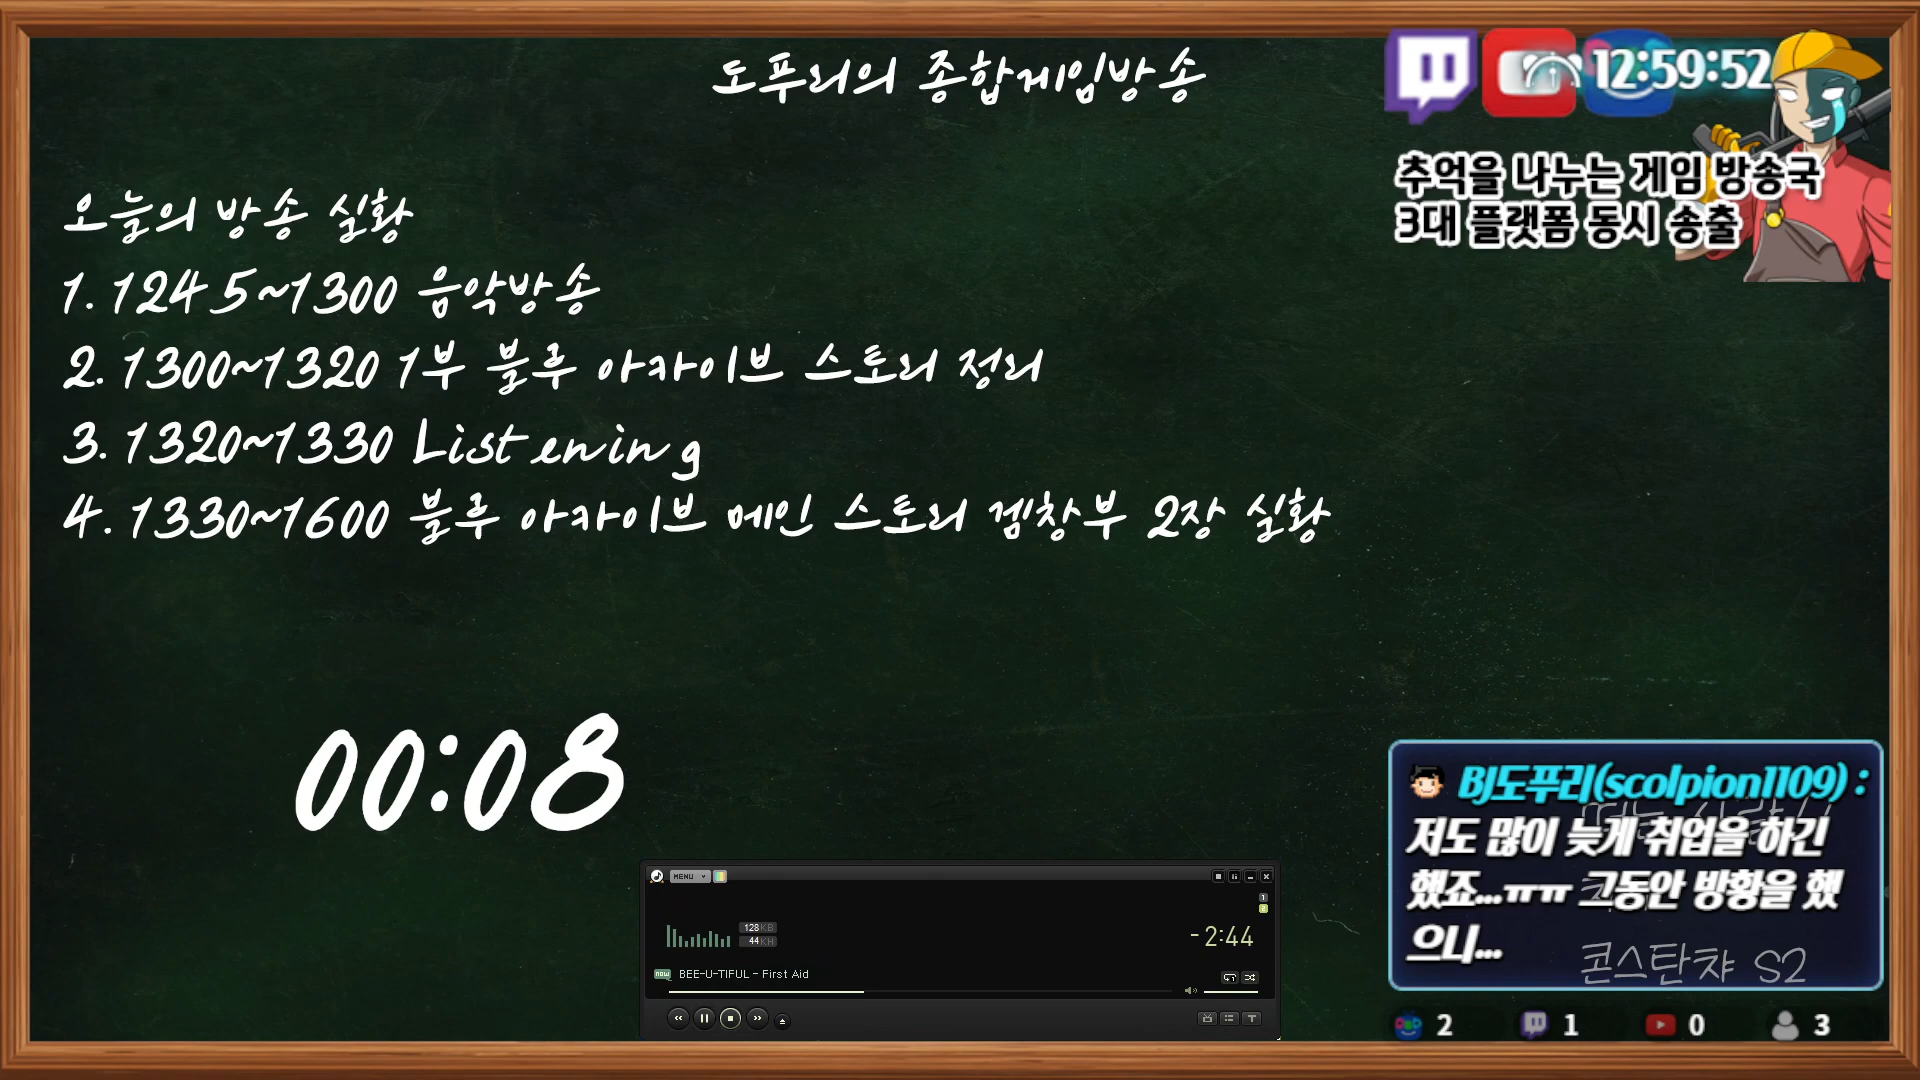 도푸리의 종합게임방송
12:59:52
추억을 나누는 게임 방송국
3대 플랫폼 동시 송출
오늘의 방송 실황
1. 1245~1300 음악방송
2. 1300~1320 1부 블루 아카이브 스토리 정리
3. 1320~1330 Listening
4. 1330~1600 블루 아카이브 메인 스토리 겜창부 2장 실황
00:08
BJ도푸리(scolpion1109) :
저도 많이 늦게 취업을 하긴
했죠...ㅠㅠ 그동안 방황을 했
으니...
콘스탄챠 S2
MENU
1
2
128KB
44KH
-2:44
now BEE-U-TIFUL - First Aid
2 1 0 3